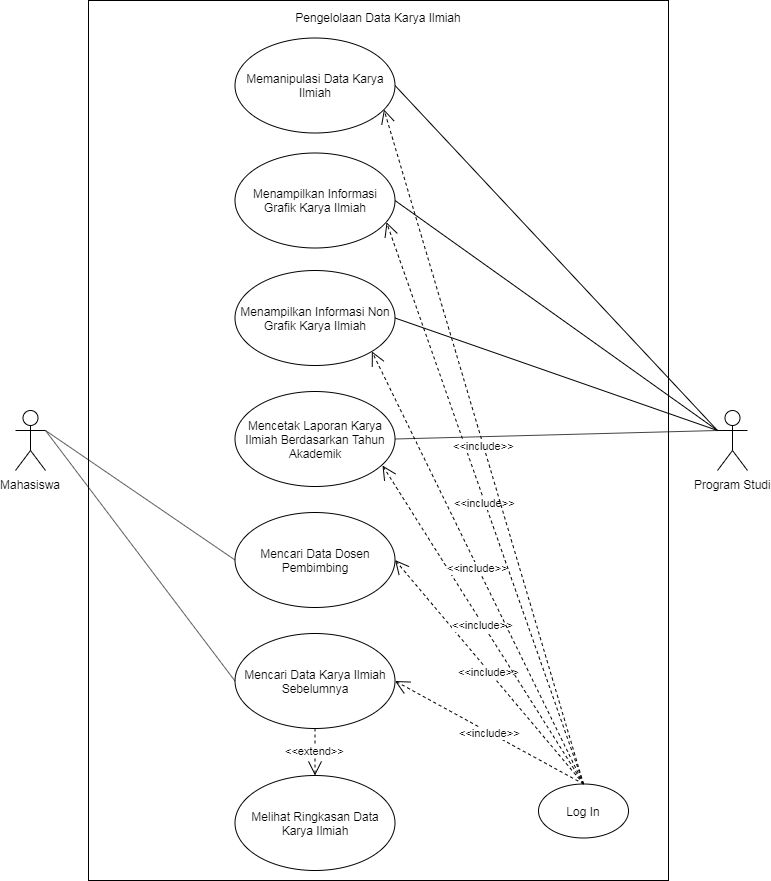 Pengelolaan Data Karya Ilmiah
Memanipulasi Data Karya
Ilmiah
Menampilkan Informasi
Grafik Karya Ilmiah
Menampilkan Informasi Non
Grafik Karya Ilmiah
Mencetak Laporan Karya
Ilmiah Berdasarkan Tahun
Akademik
<<include>>
Mahasiswa
Program Studi
<<include>>
Mencari Data Dosen
Pembimbing
<<include>>
<<include>>
Mencari Data Karya Ilmiah
Sebelumnya
<<include>>
<<include>>
<<extend>>
Melihat Ringkasan Data
Karya Ilmiah
Log In